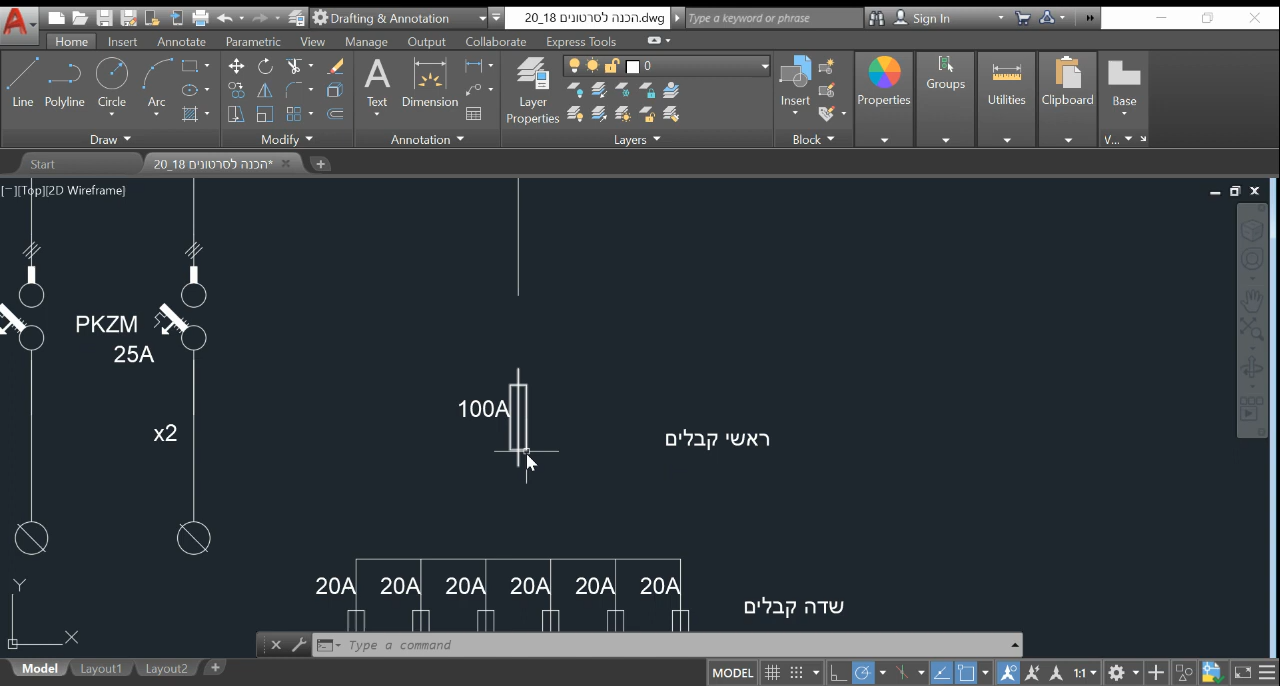 Drafting & Annotation
הכנה לסרטונים 18_20.dwg
Type a keyword or phrase
Sign In
Home
Insert
Annotate
Parametric
View
Manage
Output
Collaborate
Express Tools
0
Line
Polyline
Circle
Arc
Text
Dimension
Layer
Properties
Insert
Properties
Groups
Utilities
Clipboard
Base
Draw
Modify
Annotation
Layers
Block
V...
Start
הכנה לסרטונים 18_20*
[−][Top][2D Wireframe]
PKZM
25A
x2
100A
ראשי קבלים
20A 20A 20A 20A 20A 20A
שדה קבלים
Y
X
Type a command
Model
Layout1
Layout2
MODEL
1:1